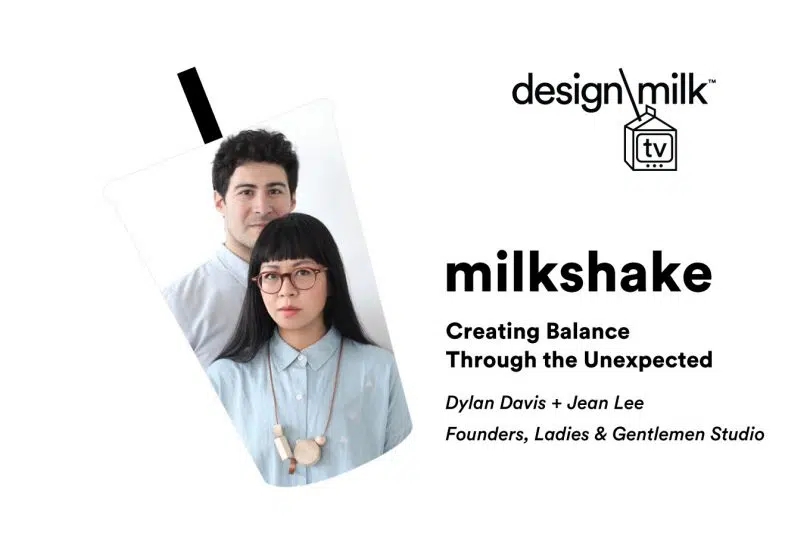 design milk™
tv
milkshake
Creating Balance
Through the Unexpected
Dylan Davis + Jean Lee
Founders, Ladies & Gentlemen Studio